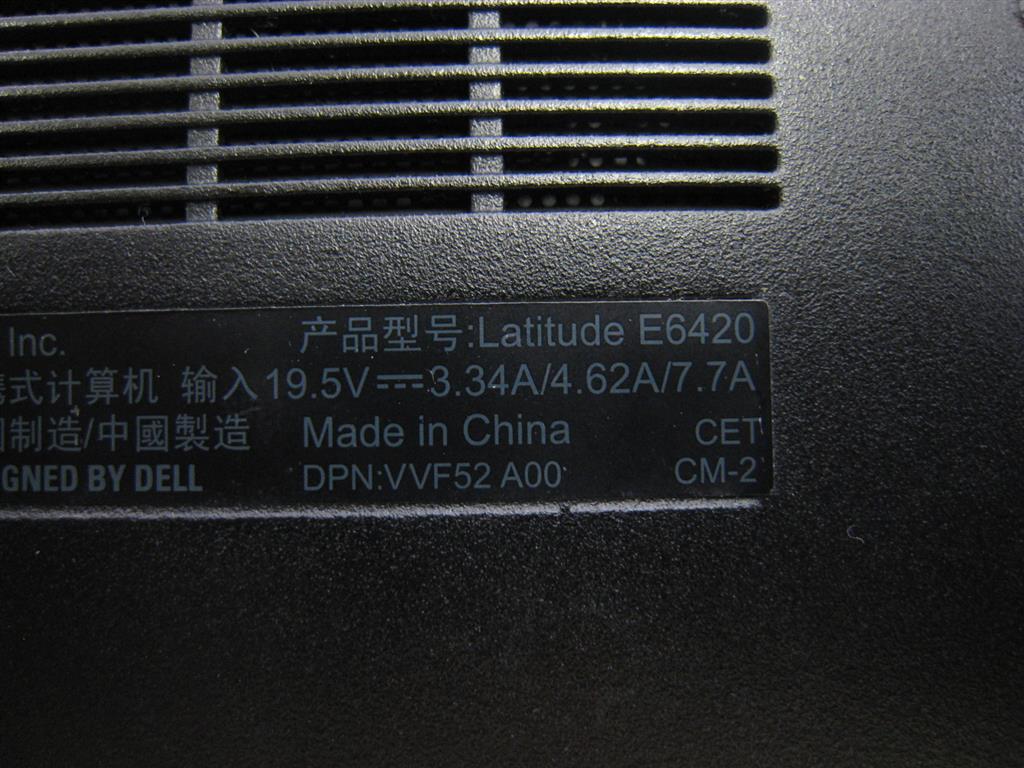 Inc. 产品型号:Latitude E6420
式计算机 输入 19.5V⎓3.34A/4.62A/7.7A
制造/中國製造 Made in China CET
GNED BY DELL DPN:VVF52 A00 CM-2